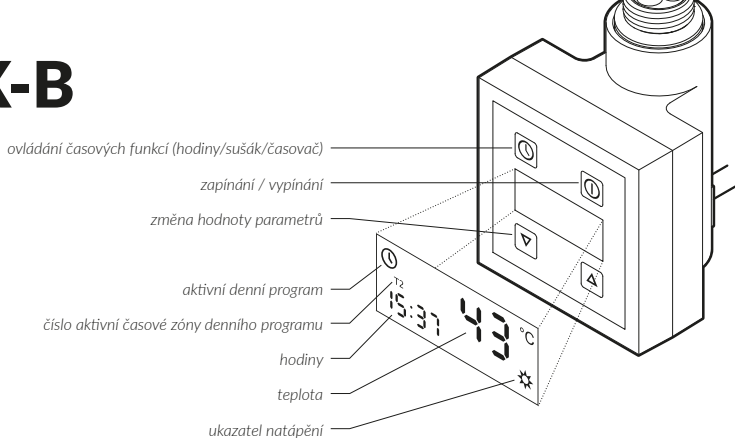 X-B
ovládání časových funkcí (hodiny/sušák/časovač)
zapínání / vypínání
změna hodnoty parametrů
aktivní denní program
číslo aktivní časové zóny denního programu
hodiny
teplota
ukazatel natápění
T2
15:37
43 °C